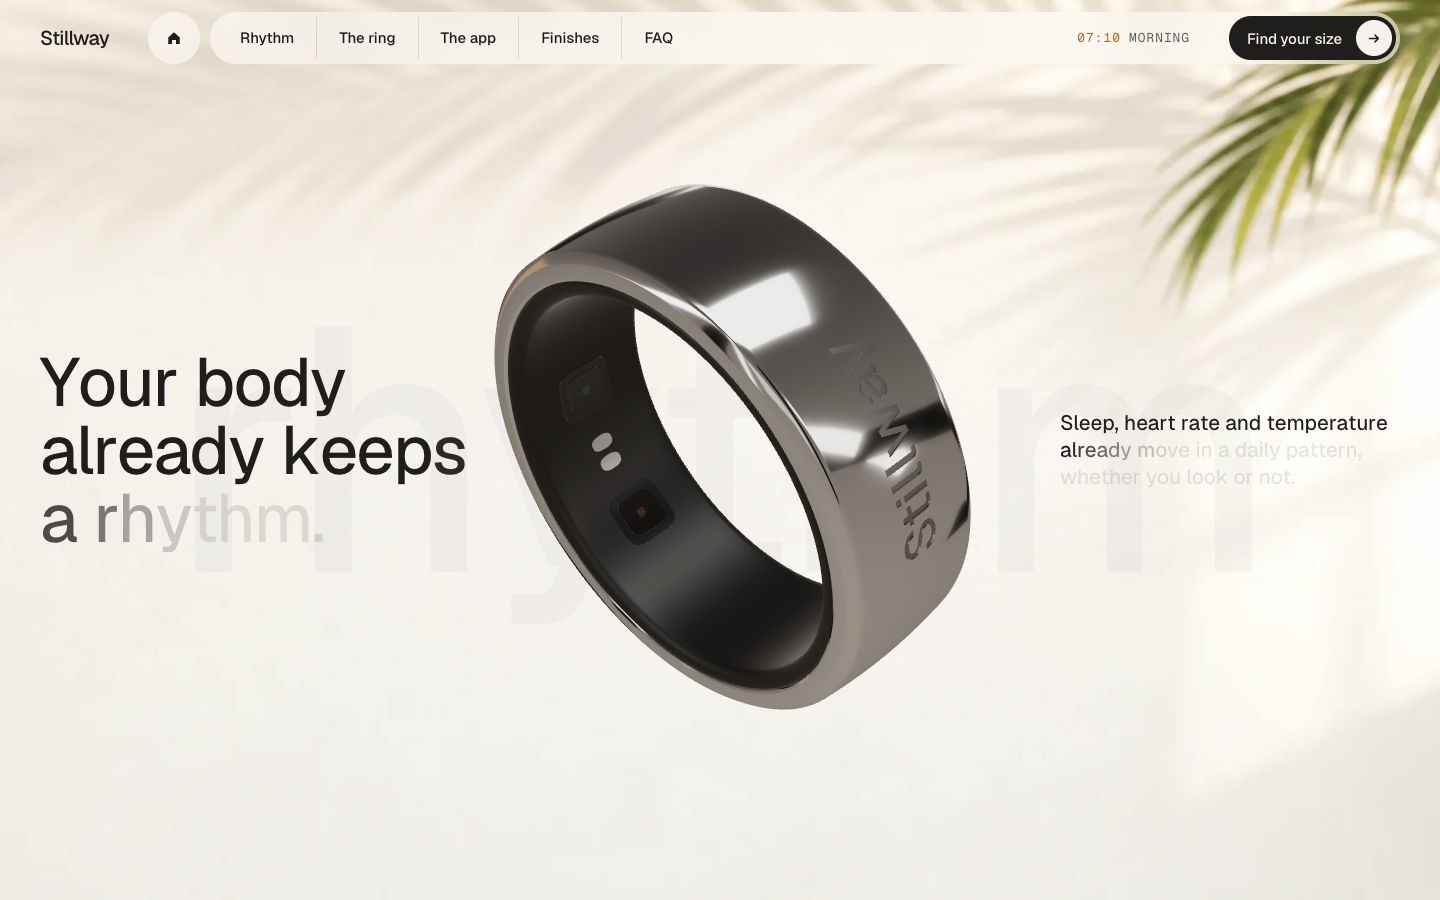 Stillway
Rhythm
The ring
The app
Finishes
FAQ
07:10 MORNING
Find your size
rhythm
Your body
already keeps
a rhythm.
Stillway
Sleep, heart rate and temperature
already move in a daily pattern,
whether you look or not.